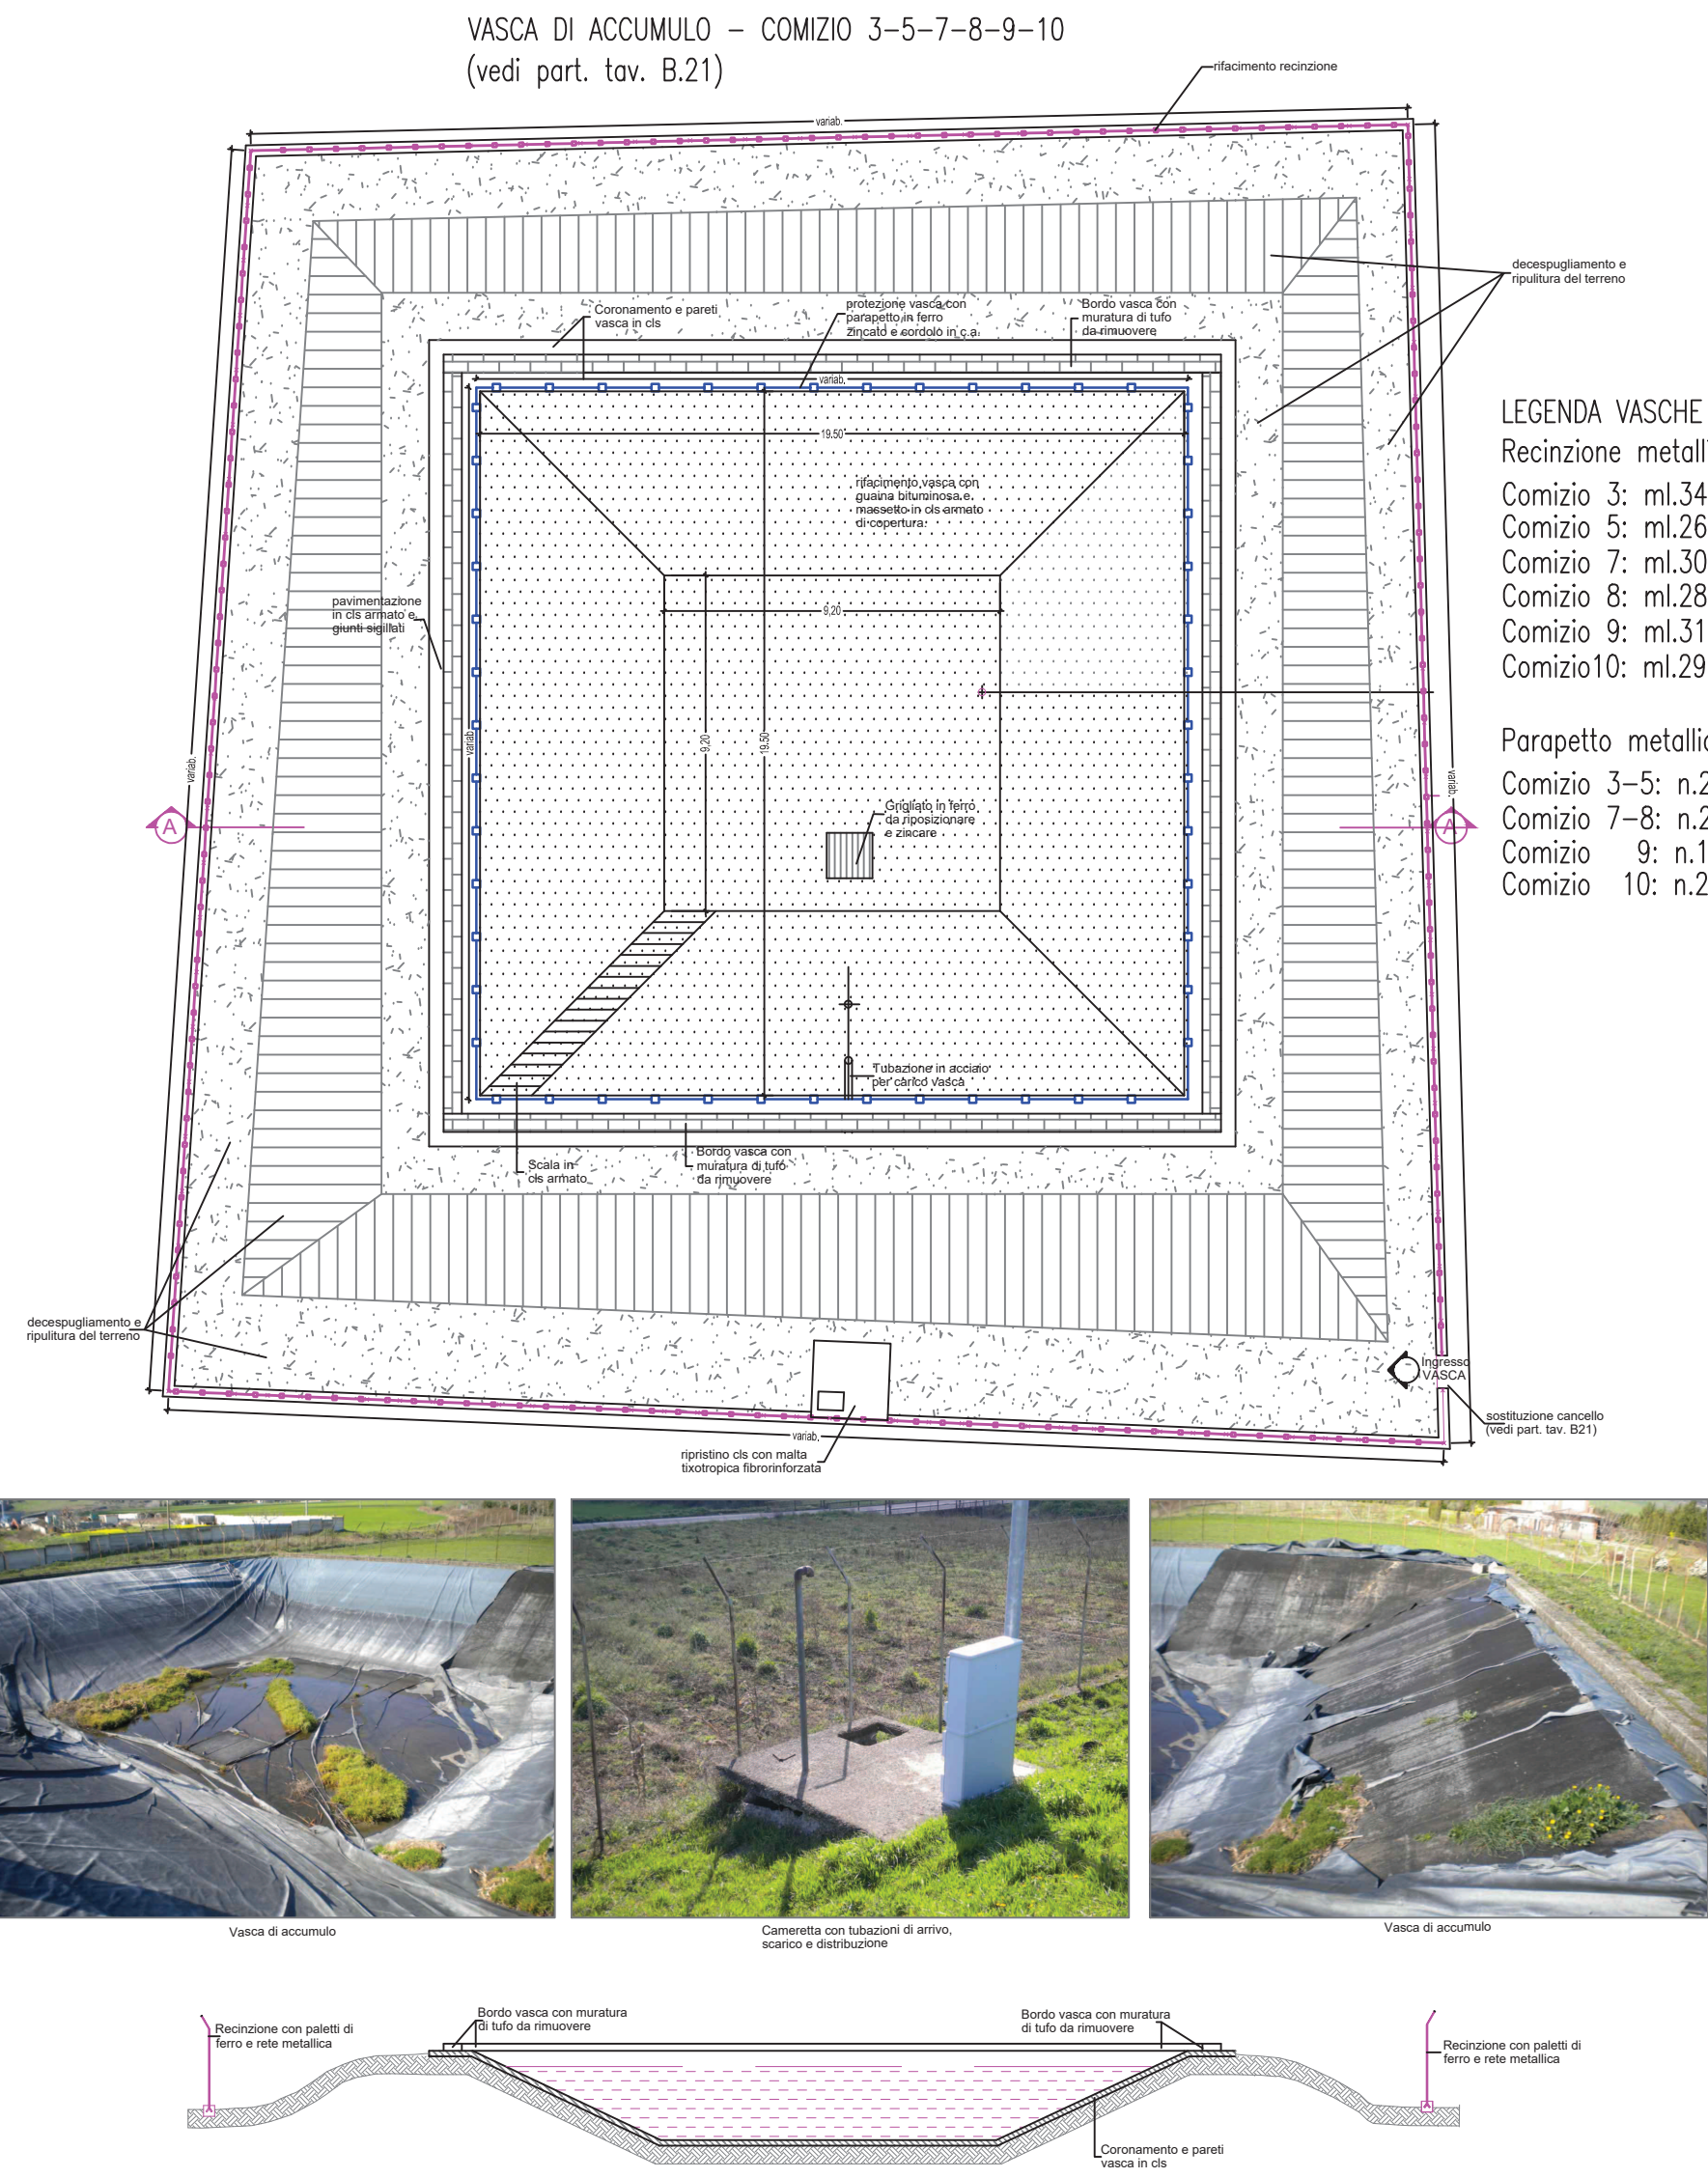 VASCA DI ACCUMULO – COMIZIO 3-5-7-8-9-10
(vedi part. tav. B.21)
rifacimento recinzione
variab.
decespugliamento e
ripulitura del terreno
Coronamento e pareti
vasca in cls
protezione vasca con
parapetto in ferro
zincato e cordolo in c.a.
Bordo vasca con
muratura di tufo
da rimuovere
variab.
19.50
rifacimento vasca con
guaina bituminosa e
massetto in cls armato
di copertura.
LEGENDA VASCHE
Recinzione metall
Comizio 3: ml.34
Comizio 5: ml.26
Comizio 7: ml.30
Comizio 8: ml.28
Comizio 9: ml.31
Comizio10: ml.29
Parapetto metallic
Comizio 3-5: n.2
Comizio 7-8: n.2
Comizio 9: n.1
Comizio 10: n.2
pavimentazione
in cls armato e
giunti sigillati
9,20
9,20
19.50
variab.
variab.
variab.
A
A
Grigliato in ferro
da riposizionare
e zincare
Tubazione in acciaio
per carico vasca
Scala in
cls armato
Bordo vasca con
muratura di tufo
da rimuovere
decespugliamento e
ripulitura del terreno
Ingresso
VASCA
sostituzione cancello
(vedi part. tav. B21)
variab.
ripristino cls con malta
tixotropica fibrorinforzata
Vasca di accumulo
Cameretta con tubazioni di arrivo,
scarico e distribuzione
Vasca di accumulo
Recinzione con paletti di
ferro e rete metallica
Bordo vasca con muratura
di tufo da rimuovere
Bordo vasca con muratura
di tufo da rimuovere
Recinzione con paletti di
ferro e rete metallica
Coronamento e pareti
vasca in cls